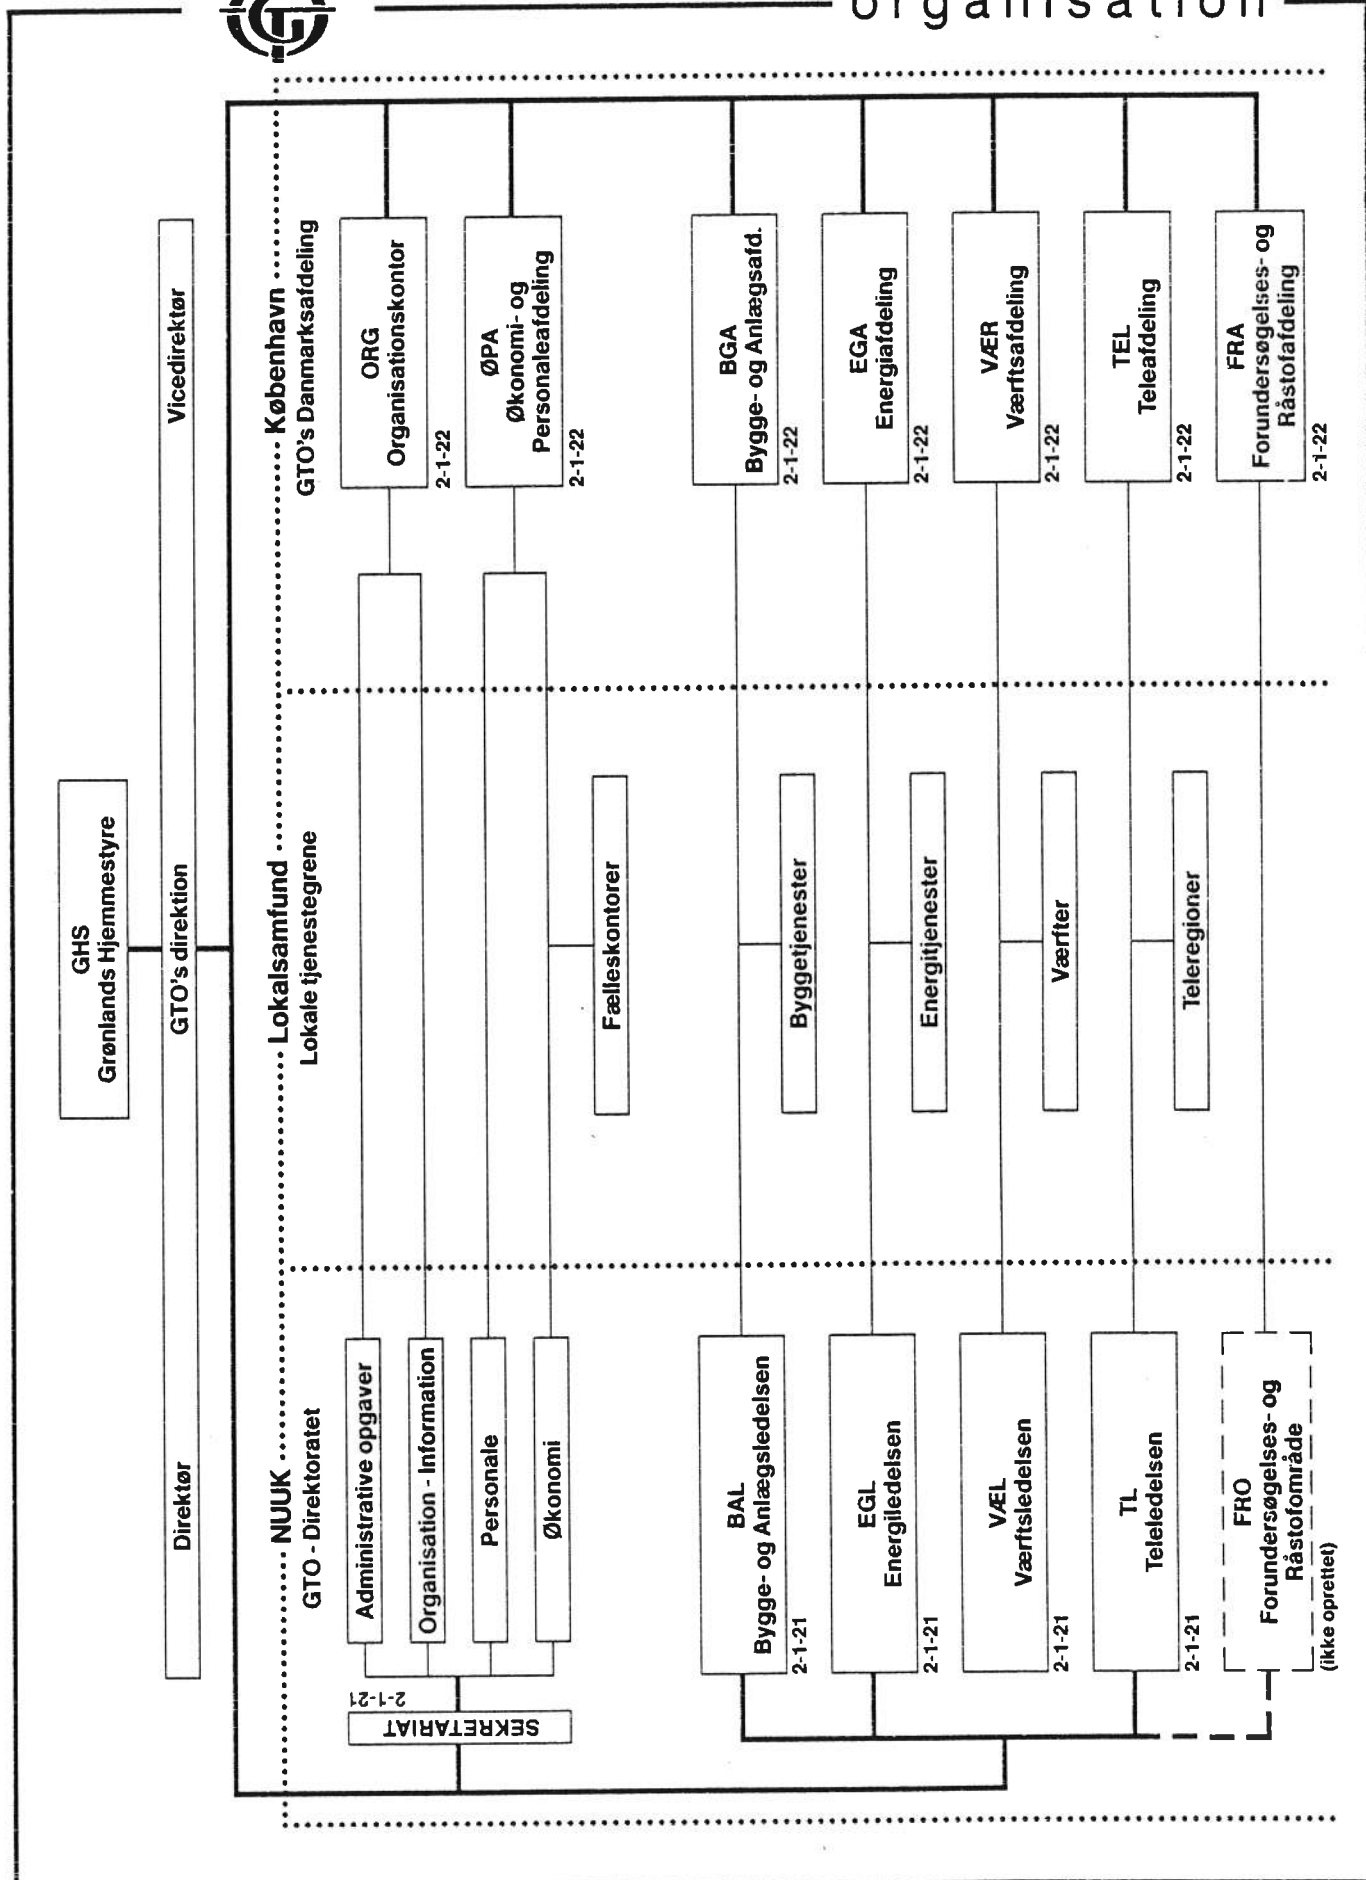 organisation
GHS
Grønlands Hjemmestyre
Direktør
GTO's direktion
Vicedirektør
NUUK
Lokalsamfund
København
GTO - Direktoratet
Lokale tjenestegrene
GTO's Danmarksafdeling
SEKRETARIAT
2-1-21
Administrative opgaver
Organisation - Information
Personale
Økonomi
Fælleskontorer
ORG
Organisationskontor
2-1-22
ØPA
Økonomi- og
Personaleafdeling
2-1-22
BAL
Bygge- og Anlægsledelsen
2-1-21
Byggetjenester
BGA
Bygge- og Anlægsafd.
2-1-22
EGL
Energiledelsen
2-1-21
Energitjenester
EGA
Energiafdeling
2-1-22
VÆL
Værftsledelsen
2-1-21
Værfter
VÆR
Værftsafdeling
2-1-22
TL
Teleledelsen
2-1-21
Teleregioner
TEL
Teleafdeling
2-1-22
FRO
Forundersøgelses- og
Råstofområde
(ikke oprettet)
FRA
Forundersøgelses- og
Råstofafdeling
2-1-22